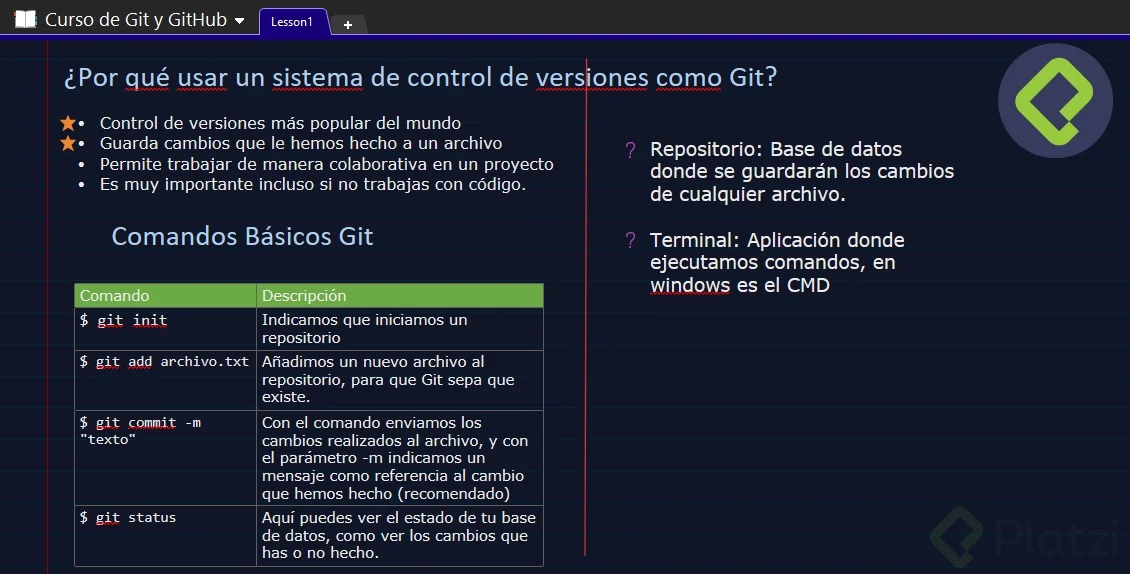 Curso de Git y GitHub
Lesson1
+
¿Por qué usar un sistema de control de versiones como Git?
• Control de versiones más popular del mundo
• Guarda cambios que le hemos hecho a un archivo
• Permite trabajar de manera colaborativa en un proyecto
• Es muy importante incluso si no trabajas con código.
Comandos Básicos Git
Comando Descripción
$ git init Indicamos que iniciamos un
repositorio
$ git add archivo.txt Añadimos un nuevo archivo al
repositorio, para que Git sepa que
existe.
$ git commit -m Con el comando enviamos los
"texto" cambios realizados al archivo, y con
el parámetro -m indicamos un
mensaje como referencia al cambio
que hemos hecho (recomendado)
$ git status Aquí puedes ver el estado de tu base
de datos, como ver los cambios que
has o no hecho.
? Repositorio: Base de datos
donde se guardarán los cambios
de cualquier archivo.
? Terminal: Aplicación donde
ejecutamos comandos, en
windows es el CMD
Platzi